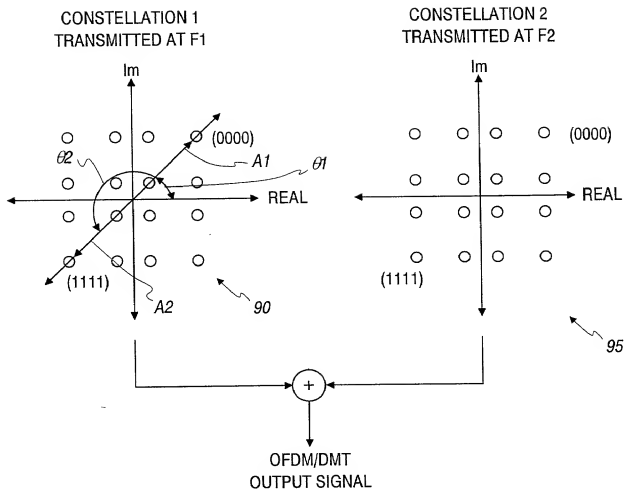 CONSTELLATION 1
TRANSMITTED AT F1
CONSTELLATION 2
TRANSMITTED AT F2
Im
Im
(0000)
(0000)
θ2
A1
θ1
REAL
REAL
(1111)
A2
90
(1111)
95
+
OFDM/DMT
OUTPUT SIGNAL